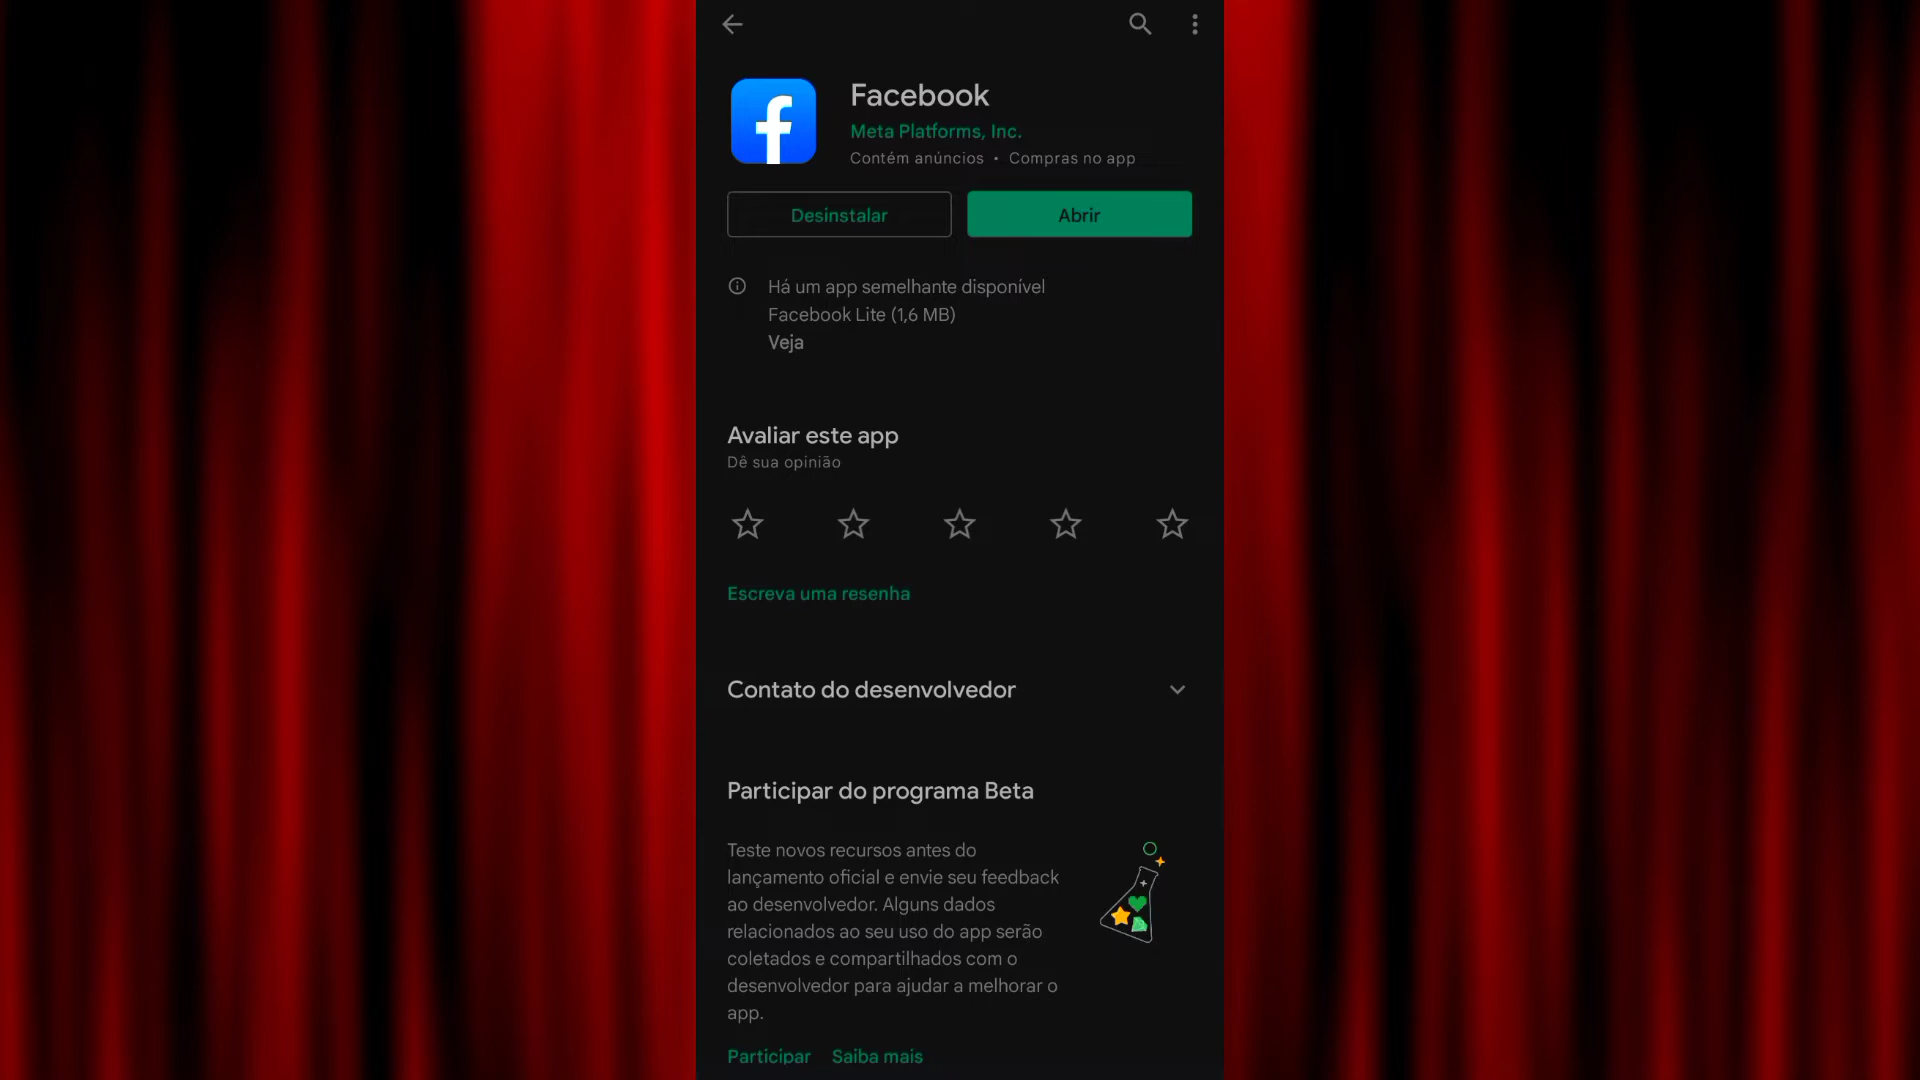 Facebook
Meta Platforms, Inc.
Contém anúncios • Compras no app
Desinstalar
Abrir
Há um app semelhante disponível
Facebook Lite (1,6 MB)
Veja
Avaliar este app
Dê sua opinião
Escreva uma resenha
Contato do desenvolvedor
Participar do programa Beta
Teste novos recursos antes do
lançamento oficial e envie seu feedback
ao desenvolvedor. Alguns dados
relacionados ao seu uso do app serão
coletados e compartilhados com o
desenvolvedor para ajudar a melhorar o
app.
Participar
Saiba mais